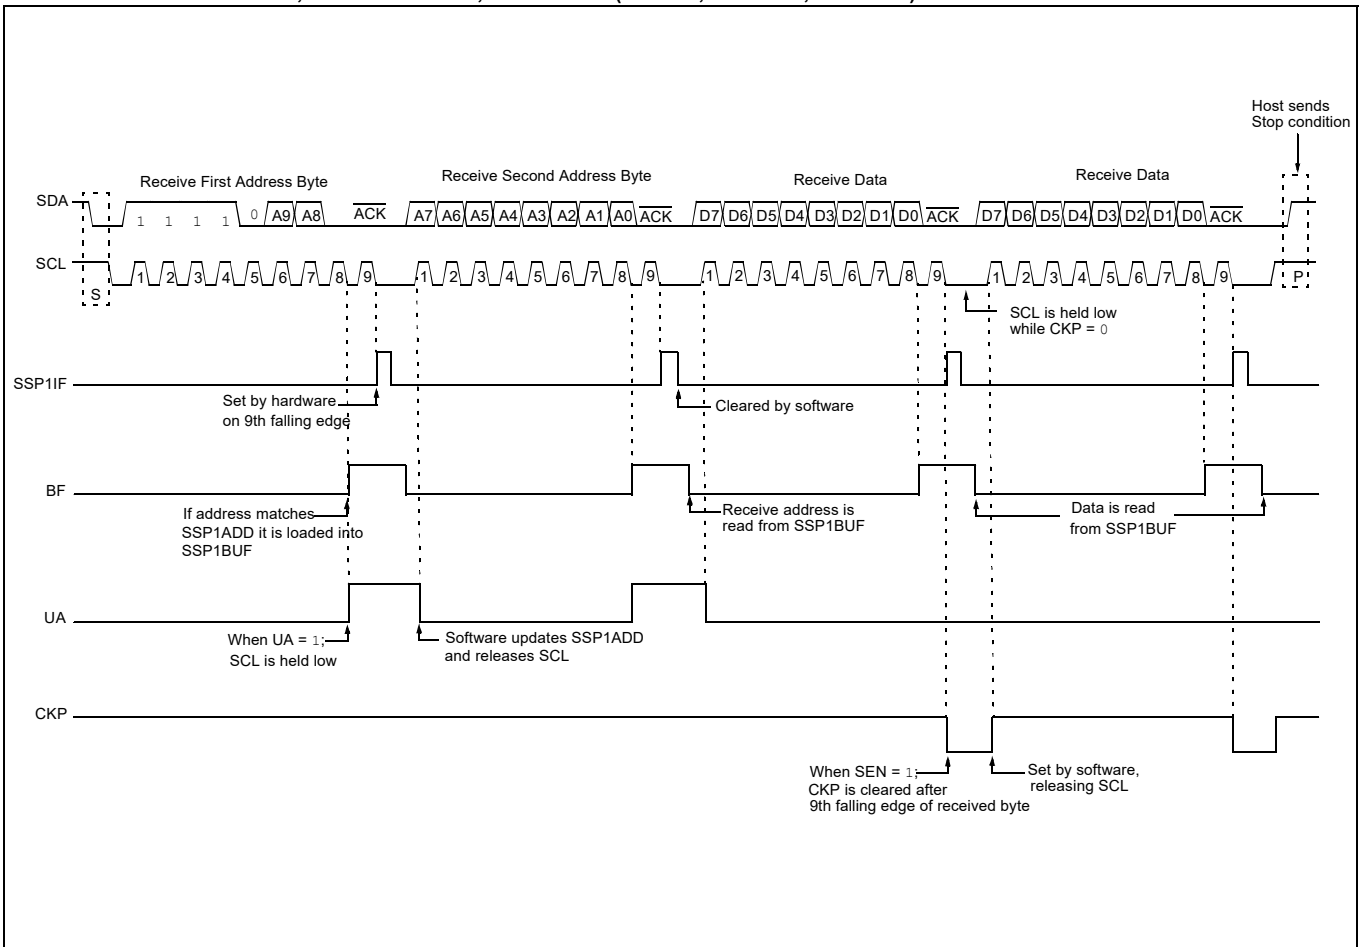 Host sends
Stop condition
Receive First Address Byte
Receive Second Address Byte
Receive Data
Receive Data
SDA
1 1 1 1 0 A9 A8 ACK A7 A6 A5 A4 A3 A2 A1 A0 ACK D7 D6 D5 D4 D3 D2 D1 D0 ACK D7 D6 D5 D4 D3 D2 D1 D0 ACK
SCL
S 1 2 3 4 5 6 7 8 9 1 2 3 4 5 6 7 8 9 1 2 3 4 5 6 7 8 9 1 2 3 4 5 6 7 8 9 P
SCL is held low
while CKP = 0
SSP1IF
Set by hardware
on 9th falling edge
Cleared by software
BF
If address matches
SSP1ADD it is loaded into
SSP1BUF
Receive address is
read from SSP1BUF
Data is read
from SSP1BUF
UA
When UA = 1;
SCL is held low
Software updates SSP1ADD
and releases SCL
CKP
When SEN = 1;
CKP is cleared after
9th falling edge of received byte
Set by software,
releasing SCL